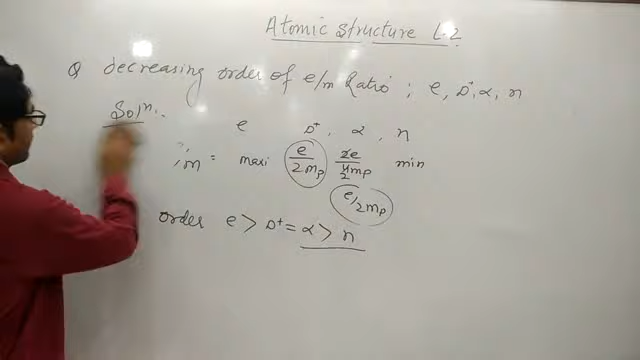 Atomic Structure L-2
Q decreasing order of e/m Ratio ; e, D⁺, α, n
Solⁿ.
e D⁺, α, n
/m = maxi e/2mp 2e/4mp min
e/2mp
order e > D⁺ = α > n